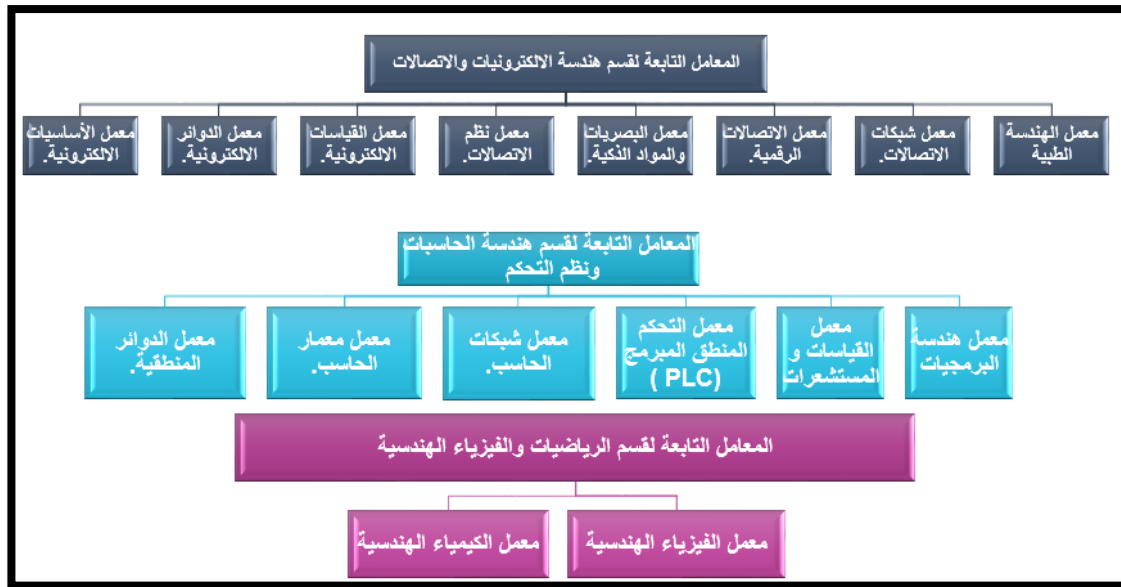 المعامل التابعة لقسم هندسة الالكترونيات والاتصالات
معمل الهندسة
الطبية
معمل شبكات
الاتصالات.
معمل الاتصالات
الرقمية.
معمل البصريات
والمواد الذكية.
معمل نظم
الاتصالات.
معمل القياسات
الالكترونية.
معمل الدوائر
الالكترونية.
معمل الأساسيات
الالكترونية.
المعامل التابعة لقسم هندسة الحاسبات
ونظم التحكم
معمل هندسة
البرمجيات
معمل
القياسات و
المستشعرات
معمل التحكم
المنطق المبرمج
(PLC )
معمل شبكات
الحاسب.
معمل معمار
الحاسب.
معمل الدوائر
المنطقية.
المعامل التابعة لقسم الرياضيات والفيزياء الهندسية
معمل الفيزياء الهندسية
معمل الكيمياء الهندسية